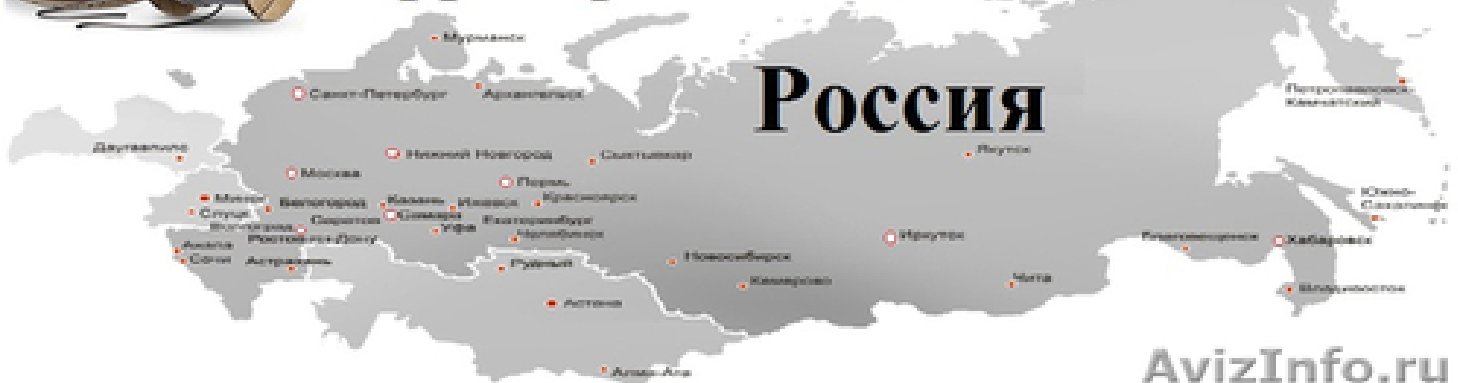 Мурманск
Санкт-Петербург
Архангельск
Россия
Петропавловск-
Камчатский
Даугавпилс
Нижний Новгород
Сыктывкар
Якутск
Москва
Пермь
Минск
Белогород
Казань
Ижевск
Красноярск
Южно-
Слуцк
Саратов
Самара
Екатеринбург
Волгоград
Уфа
Ростов-на-Дону
Челябинск
Иркутск
Благовещенск
Хабаровск
Анапа
Сочи
Астрахань
Рудный
Новосибирск
Кемерово
Чита
Астана
Владивосток
Алма-Ата
AvizInfo.ru